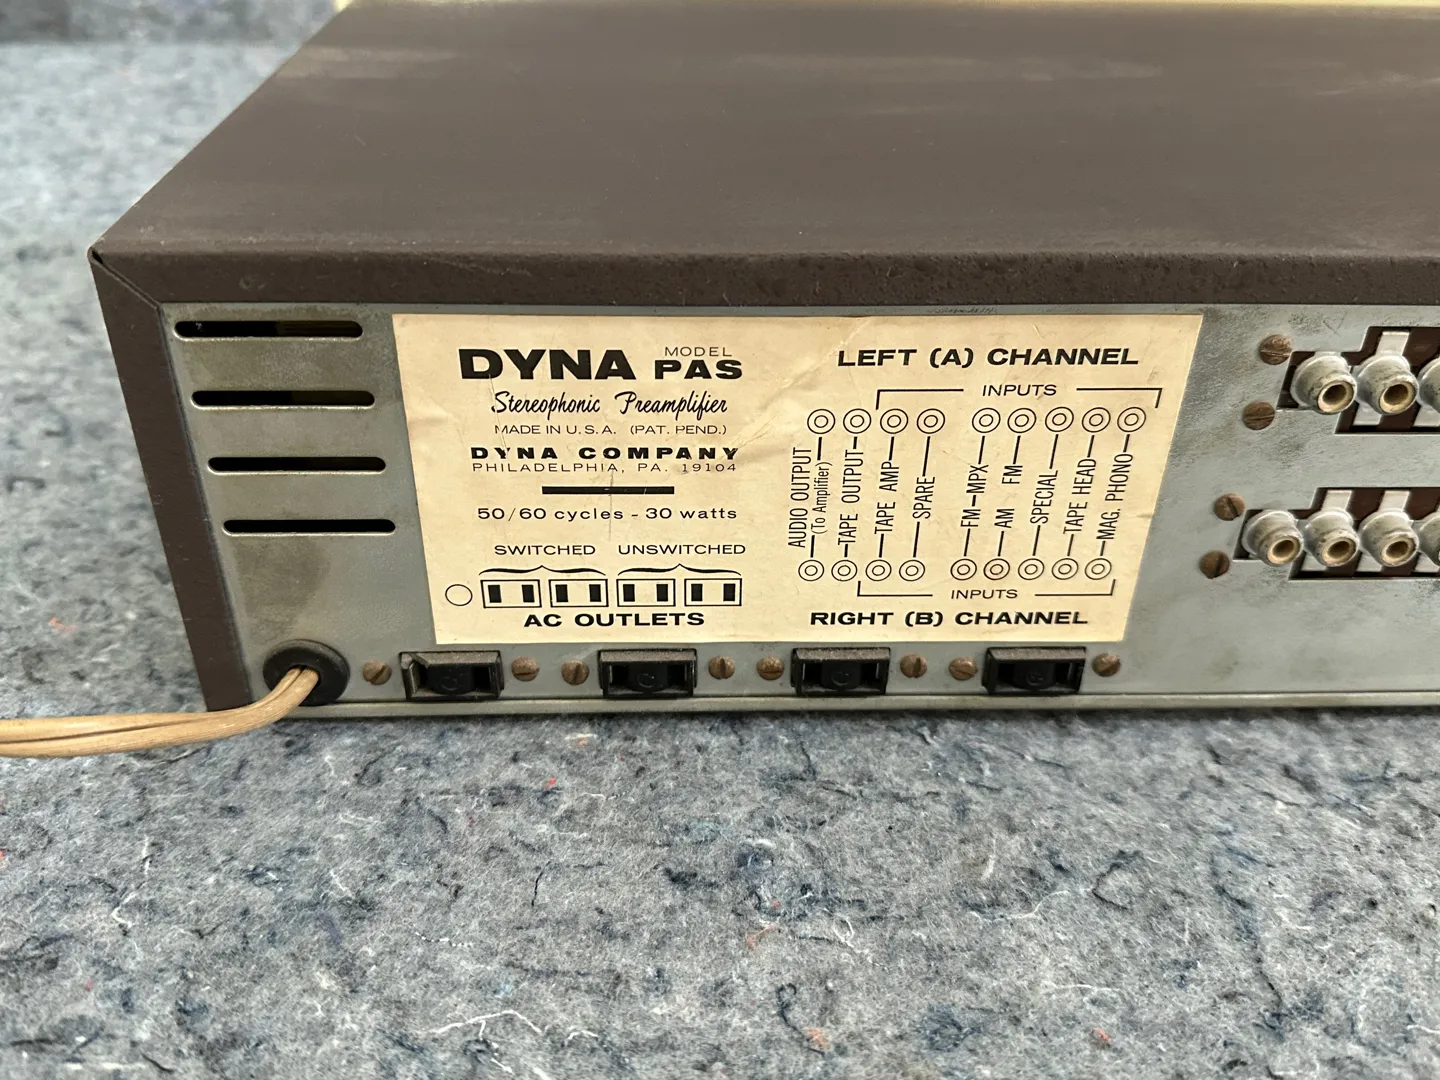 DYNA MODEL PAS
Stereophonic Preamplifier
MADE IN U.S.A. (PAT. PEND.)
DYNA COMPANY
PHILADELPHIA, PA. 19104
50/60 cycles - 30 watts
SWITCHED UNSWITCHED
AC OUTLETS
LEFT (A) CHANNEL
INPUTS
AUDIO OUTPUT
(To Amplifier)
TAPE OUTPUT
TAPE AMP
SPARE
FM-MPX
AM FM
SPECIAL
TAPE HEAD
MAG. PHONO
INPUTS
RIGHT (B) CHANNEL